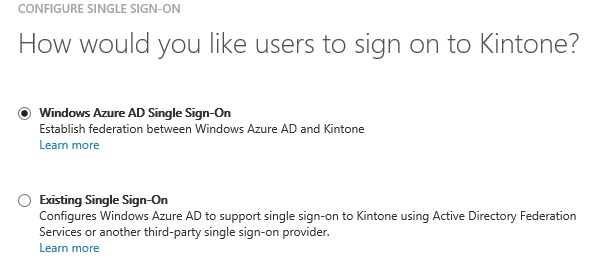 CONFIGURE SINGLE SIGN-ON
How would you like users to sign on to Kintone?
Windows Azure AD Single Sign-On
Establish federation between Windows Azure AD and Kintone
Learn more
Existing Single Sign-On
Configures Windows Azure AD to support single sign-on to Kintone using Active Directory Federation
Services or another third-party single sign-on provider.
Learn more